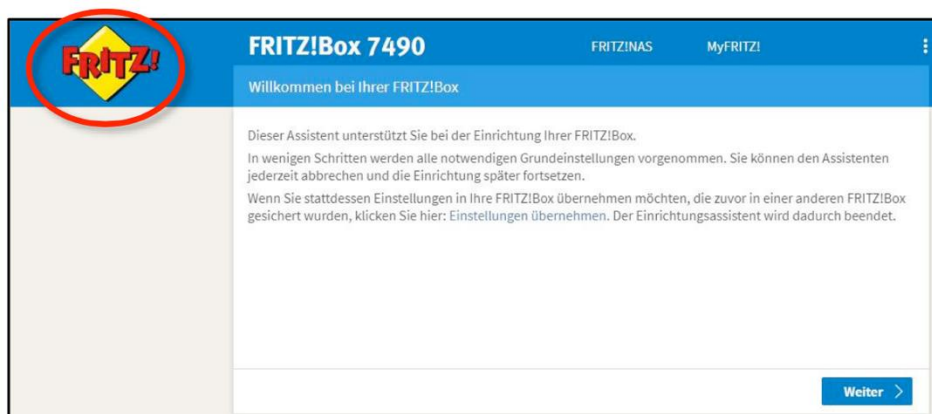 FRITZ!
FRITZ!Box 7490
FRITZ!NAS
MyFRITZ!
Willkommen bei Ihrer FRITZ!Box
Dieser Assistent unterstützt Sie bei der Einrichtung Ihrer FRITZ!Box.
In wenigen Schritten werden alle notwendigen Grundeinstellungen vorgenommen. Sie können den Assistenten
jederzeit abbrechen und die Einrichtung später fortsetzen.
Wenn Sie stattdessen Einstellungen in Ihre FRITZ!Box übernehmen möchten, die zuvor in einer anderen FRITZ!Box
gesichert wurden, klicken Sie hier: Einstellungen übernehmen. Der Einrichtungsassistent wird dadurch beendet.
Weiter